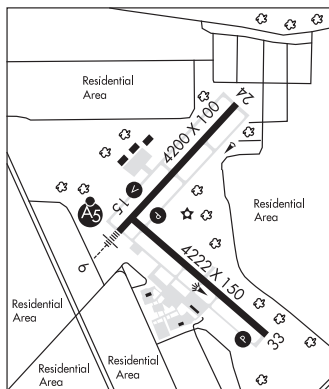 Residential
Area
24
4200 X 100
V
15
A5
P
Residential
Area
6
4222 X 150
Residential
Area
Residential
Area
Residential
Area
P
33